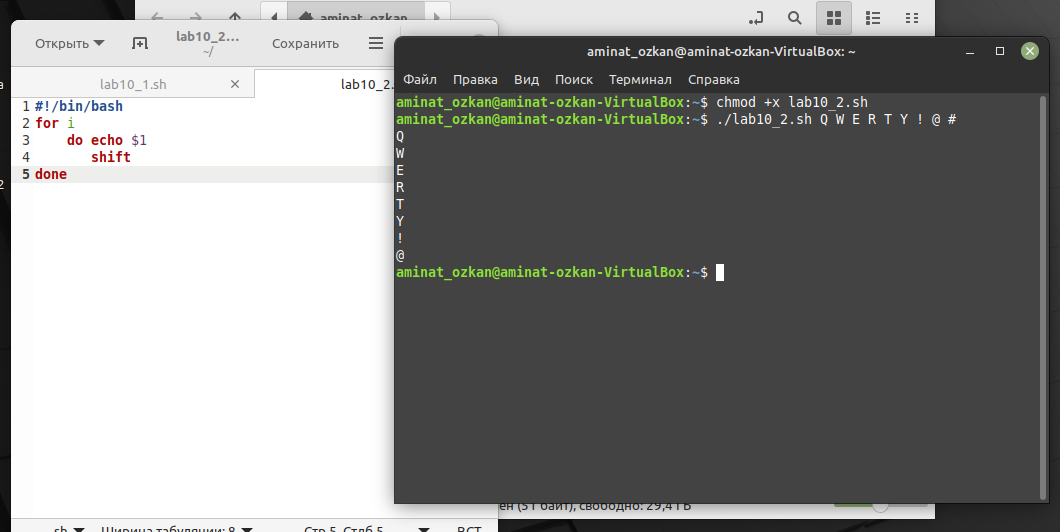 aminat_ozkan
Открыть
lab10_2...
~/
Сохранить
lab10_1.sh
lab10_2.
1 #!/bin/bash
2 for i
3 do echo $1
4 shift
5 done
sh
Ширина табуляции: 8
Стр 5, Стлб 5
ВСТ
aminat_ozkan@aminat-ozkan-VirtualBox: ~
Файл Правка Вид Поиск Терминал Справка
aminat_ozkan@aminat-ozkan-VirtualBox:~$ chmod +x lab10_2.sh
aminat_ozkan@aminat-ozkan-VirtualBox:~$ ./lab10_2.sh Q W E R T Y ! @ #
Q
W
E
R
T
Y
!
@
aminat_ozkan@aminat-ozkan-VirtualBox:~$
байт), свободно: 29,4 ГБ